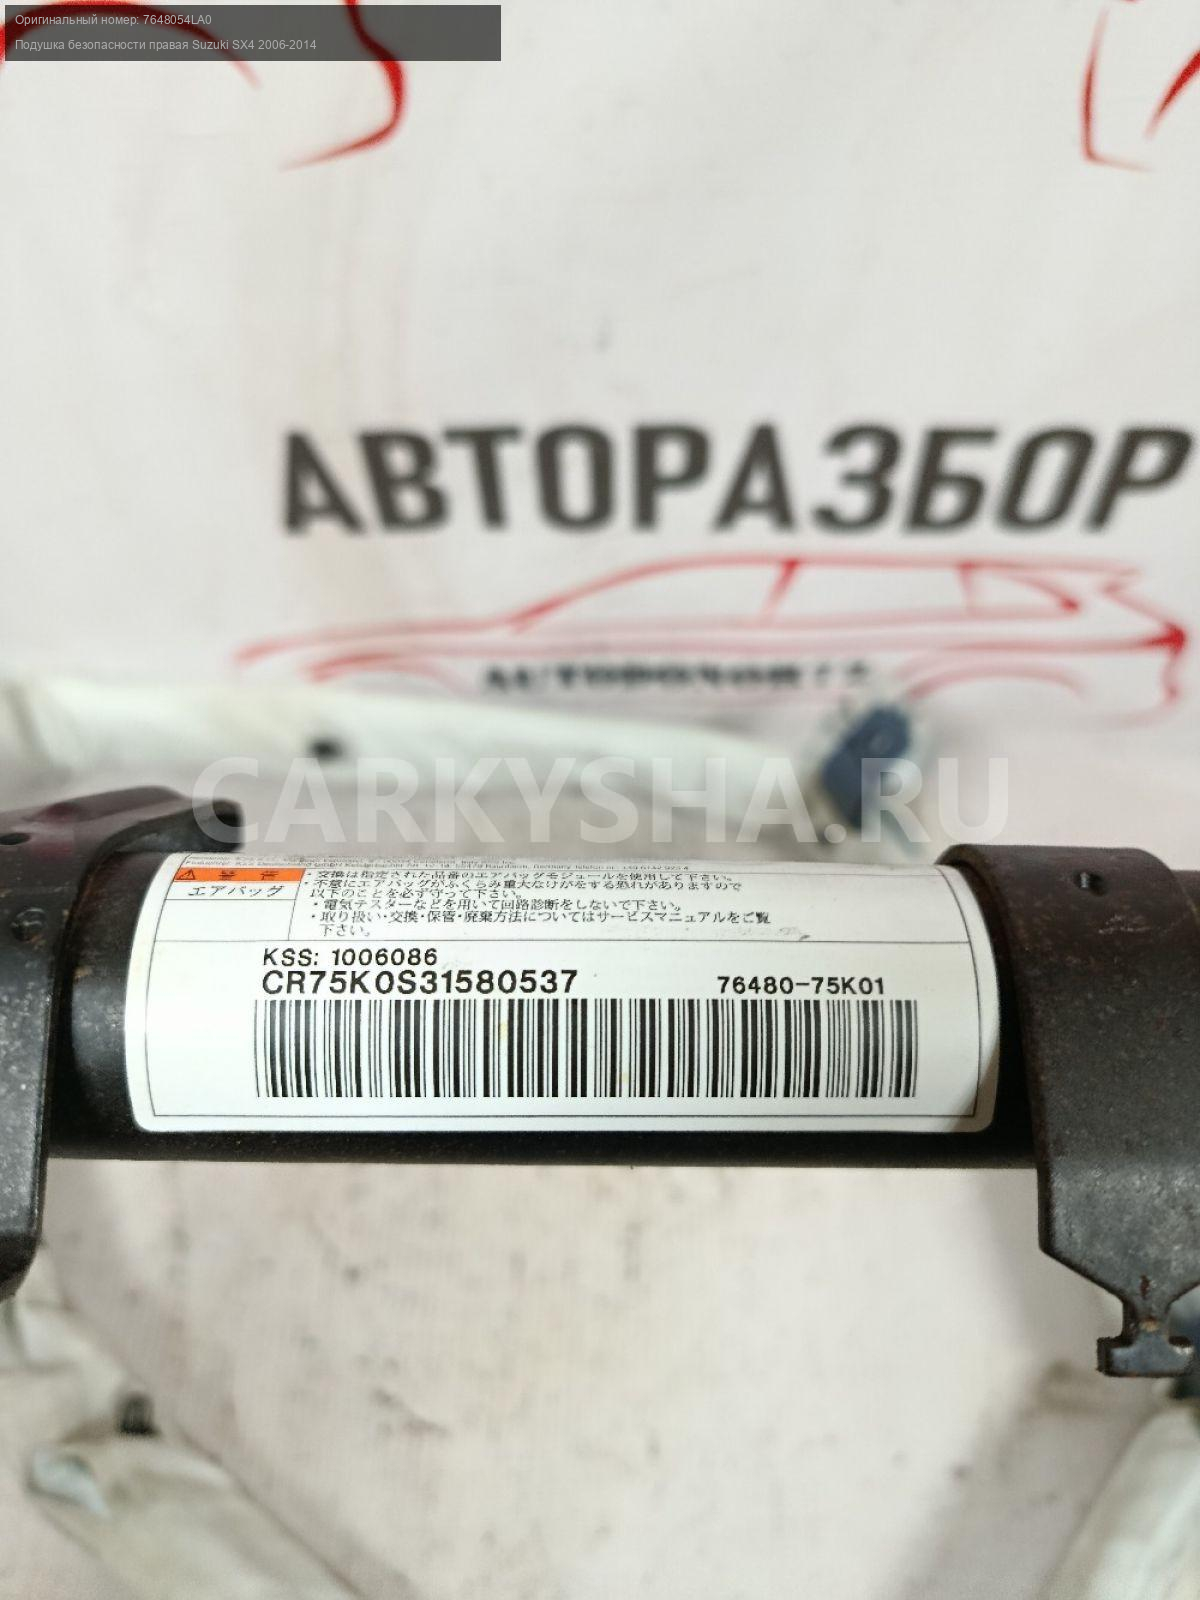 Оригинальный номер: 7648054LA0
Подушка безопасности правая Suzuki SX4 2006-2014
АВТОРАЗБОР
CARKYSHA.RU
警告
エアバッグ
・交換は指定された品番のエアバッグモジュールを使用して下さい。
・不意にエアバッグがふくらみ重大なけがをする恐れがありますので
以下のことを必ず守って下さい。
・電気テスターなどを用いて回路診断をしないで下さい。
・取り扱い・交換・保管・廃棄方法についてはサービスマニュアルをご覧
下さい。
KSS: 1006086
CR75K0S31580537
76480-75K01